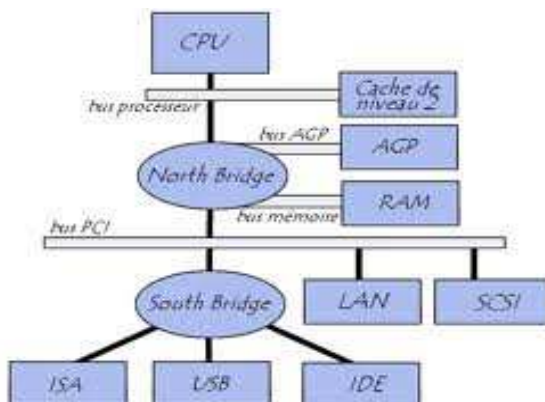 CPU
bus processeur
Cache de
niveau 2
bus AGP
AGP
North Bridge
RAM
bus mémoire
bus PCI
South Bridge
LAN
SCSI
ISA
USB
IDE